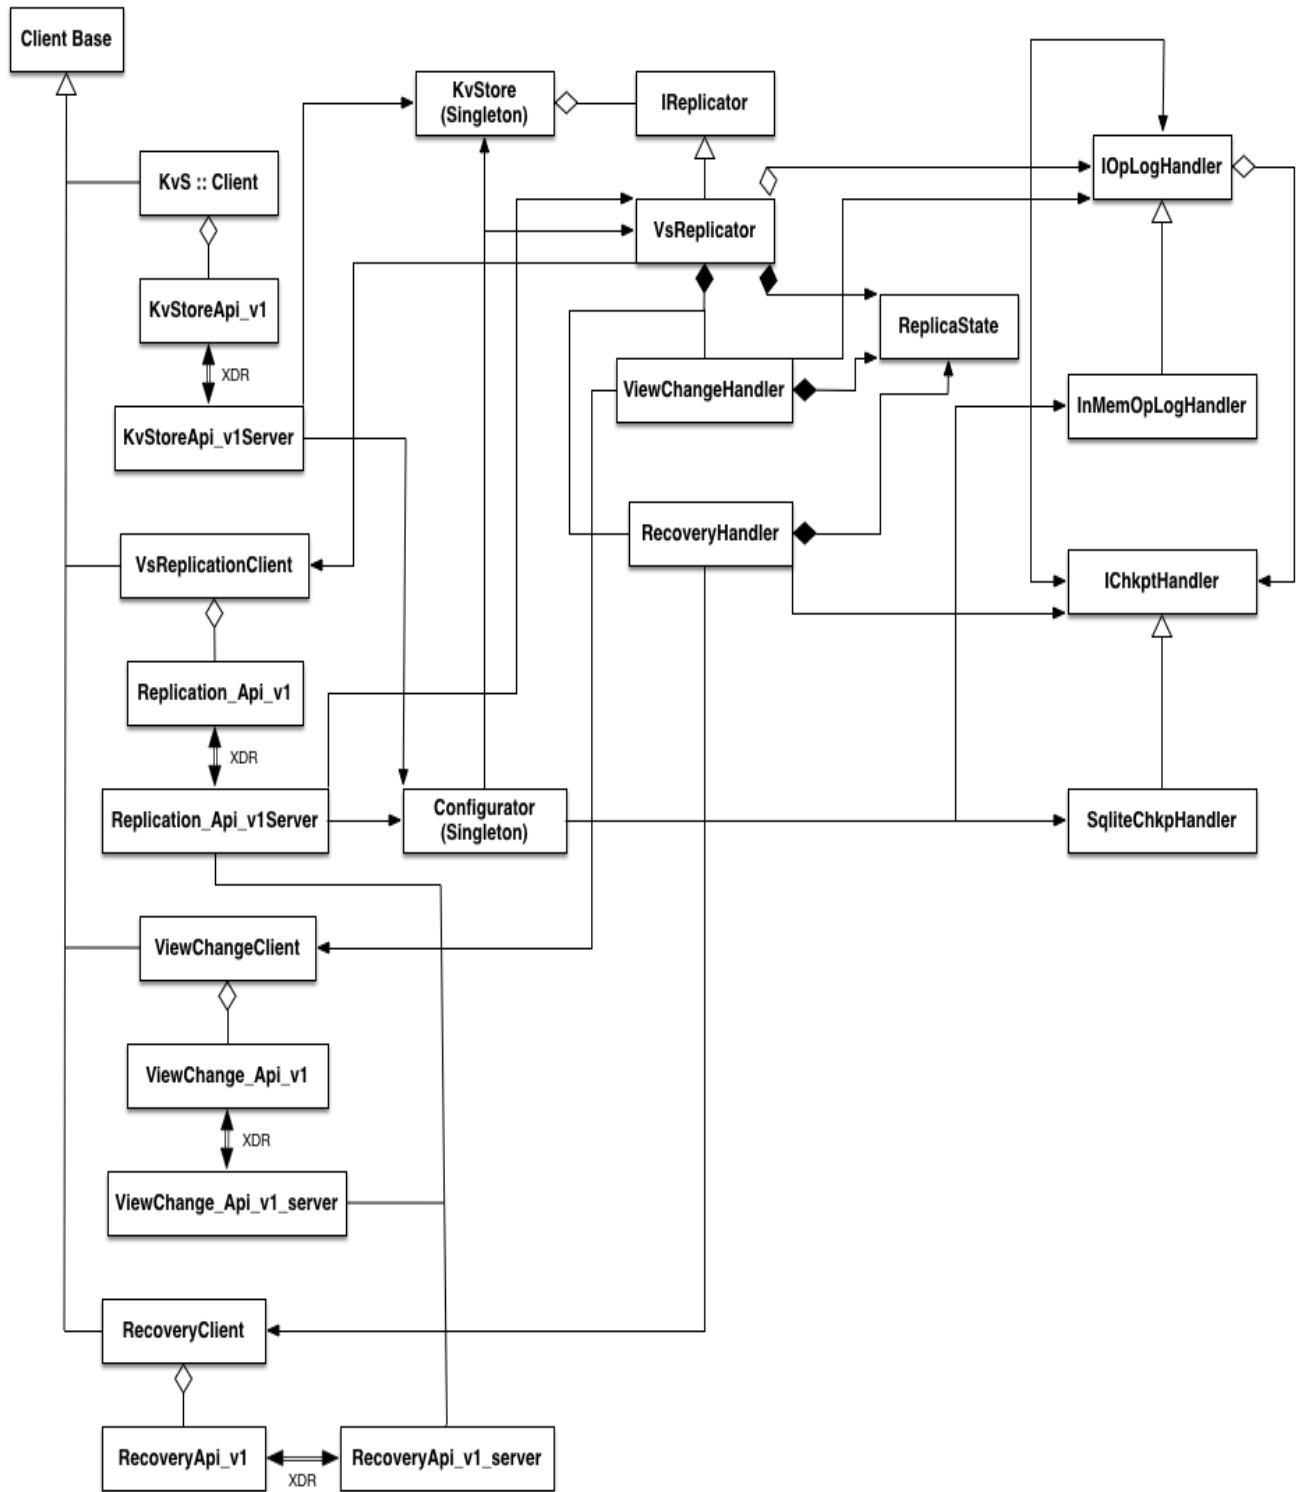 Client Base
KvStore
(Singleton)
IReplicator
IOpLogHandler
KvS :: Client
VsReplicator
KvStoreApi_v1
ReplicaState
XDR
ViewChangeHandler
InMemOpLogHandler
KvStoreApi_v1Server
RecoveryHandler
VsReplicationClient
IChkptHandler
Replication_Api_v1
XDR
Replication_Api_v1Server
Configurator
(Singleton)
SqliteChkpHandler
ViewChangeClient
ViewChange_Api_v1
XDR
ViewChange_Api_v1_server
RecoveryClient
RecoveryApi_v1
XDR
RecoveryApi_v1_server